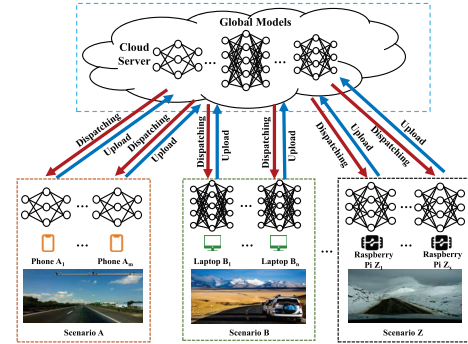 Global Models
Cloud
Server
...
...
Dispatching
Upload
Dispatching
Upload
Dispatching
Upload
Dispatching
Upload
Dispatching
Upload
Dispatching
Upload
...
...
...
Phone A1
...
Phone Am
Laptop B1
...
Laptop Bn
...
Raspberry
Pi Z1
...
Raspberry
Pi Zs
Scenario A
Scenario B
Scenario Z